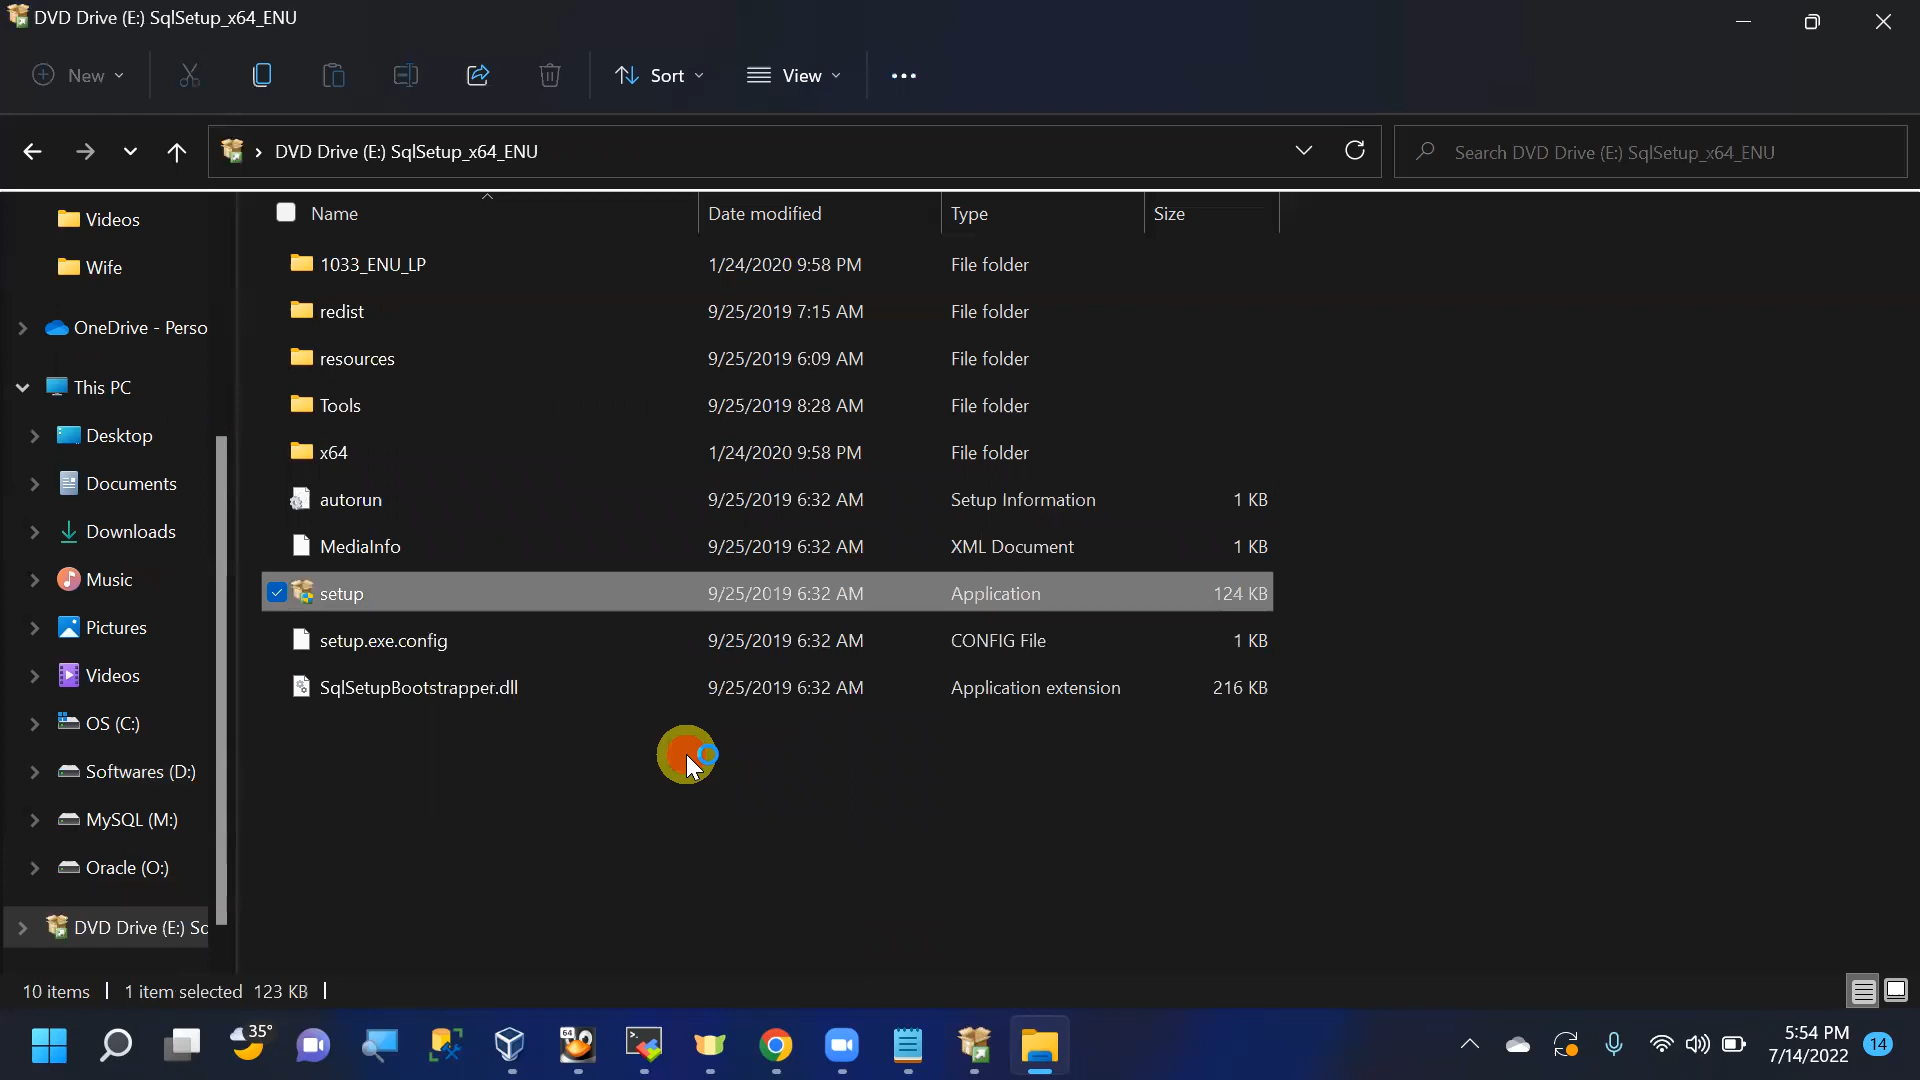 DVD Drive (E:) SqlSetup_x64_ENU
New
Sort
View
DVD Drive (E:) SqlSetup_x64_ENU
Search DVD Drive (E:) SqlSetup_x64_ENU
Name Date modified Type Size
Videos
Wife
OneDrive - Perso
This PC
Desktop
Documents
Downloads
Music
Pictures
Videos
OS (C:)
Softwares (D:)
MySQL (M:)
Oracle (O:)
DVD Drive (E:) Sc
1033_ENU_LP 1/24/2020 9:58 PM File folder
redist 9/25/2019 7:15 AM File folder
resources 9/25/2019 6:09 AM File folder
Tools 9/25/2019 8:28 AM File folder
x64 1/24/2020 9:58 PM File folder
autorun 9/25/2019 6:32 AM Setup Information 1 KB
MediaInfo 9/25/2019 6:32 AM XML Document 1 KB
setup 9/25/2019 6:32 AM Application 124 KB
setup.exe.config 9/25/2019 6:32 AM CONFIG File 1 KB
SqlSetupBootstrapper.dll 9/25/2019 6:32 AM Application extension 216 KB
10 items 1 item selected 123 KB
35°
64
5:54 PM
7/14/2022
14